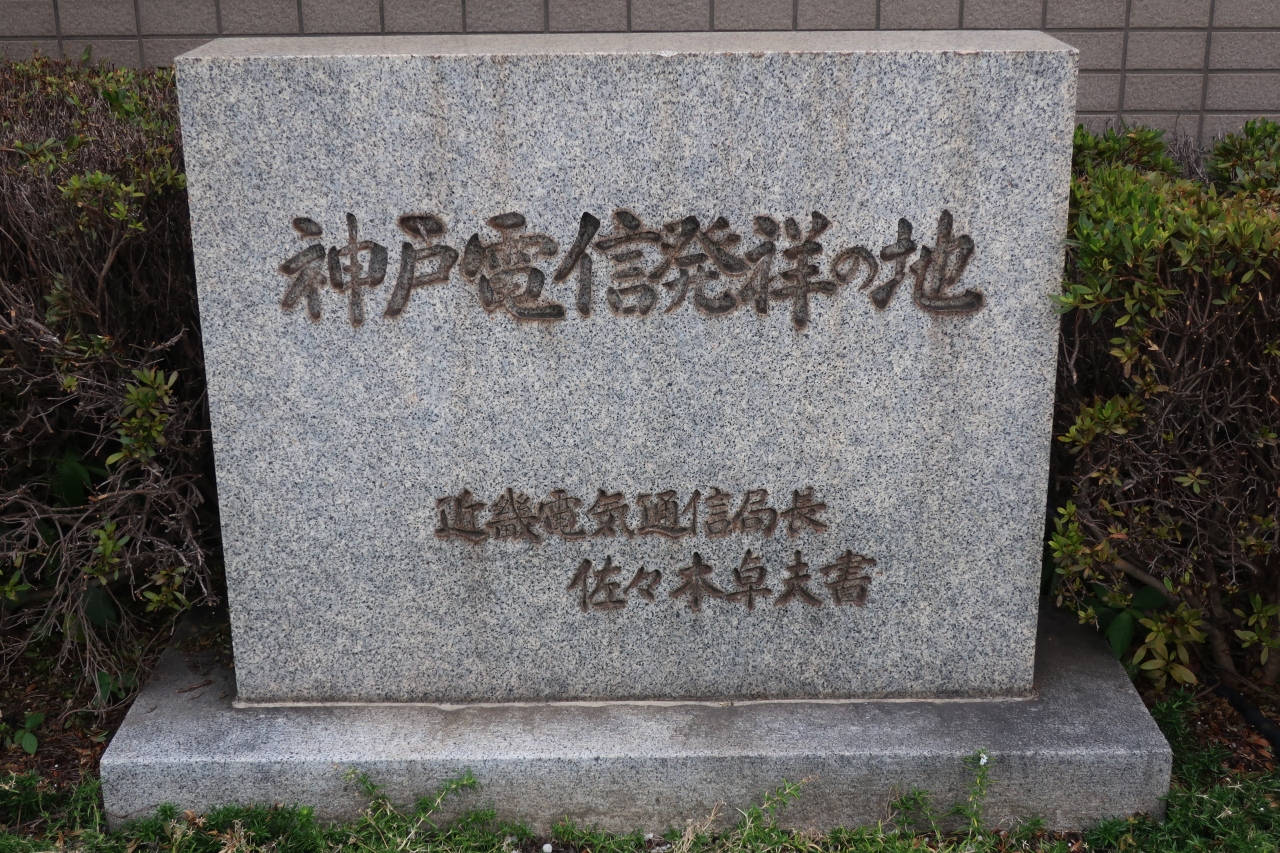 神戸電信発祥の地
近畿電気通信局長
佐々木卓夫書